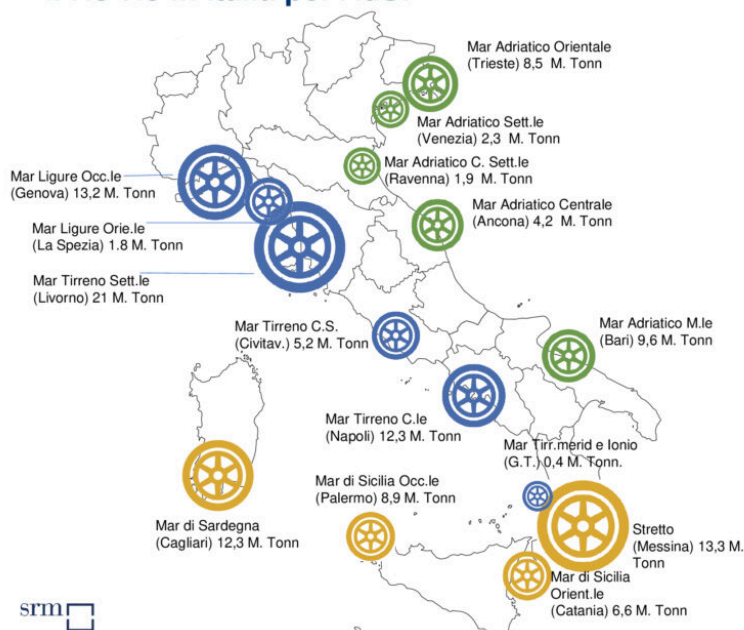 Mar Adriatico Orientale
(Trieste) 8,5 M. Tonn
Mar Adriatico Sett.le
(Venezia) 2,3 M. Tonn
Mar Adriatico C. Sett.le
(Ravenna) 1,9 M. Tonn
Mar Ligure Occ.le
(Genova) 13,2 M. Tonn
Mar Adriatico Centrale
(Ancona) 4,2 M. Tonn
Mar Ligure Orie.le
(La Spezia) 1.8 M. Tonn
Mar Tirreno Sett.le
(Livorno) 21 M. Tonn
Mar Tirreno C.S.
(Civitav.) 5,2 M. Tonn
Mar Adriatico M.le
(Bari) 9,6 M. Tonn
Mar Tirreno C.le
(Napoli) 12,3 M. Tonn
Mar Tirr.merid e Ionio
(G.T.) 0,4 M. Tonn.
Mar di Sicilia Occ.le
(Palermo) 8,9 M. Tonn
Mar di Sardegna
(Cagliari) 12,3 M. Tonn
Stretto
(Messina) 13,3 M.
Tonn
Mar di Sicilia
Orient.le
(Catania) 6,6 M. Tonn
srm